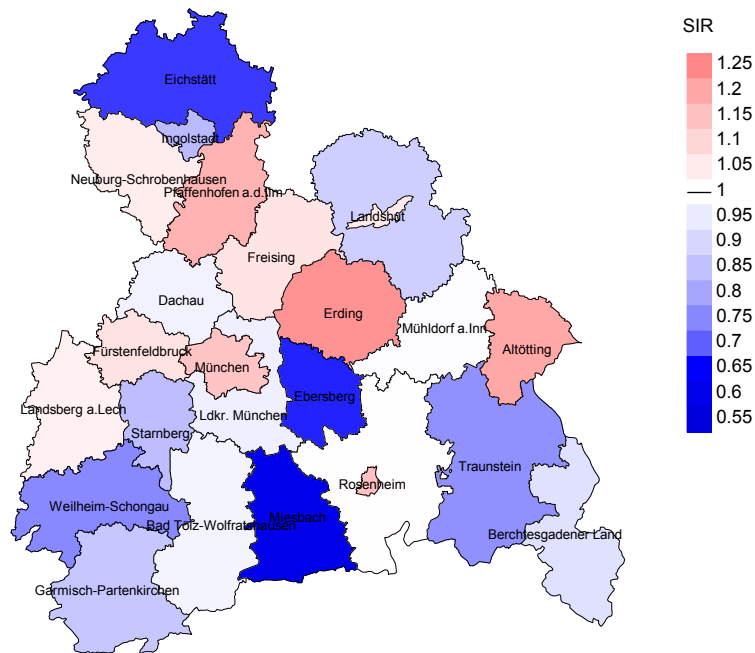 SIR
1.25
1.2
1.15
1.1
1.05
1
0.95
0.9
0.85
0.8
0.75
0.7
0.65
0.6
0.55
Eichstätt
Ingolstadt
Neuburg-Schrobenhausen
Pfaffenhofen a.d.Ilm
Landshut
Freising
Dachau
Erding
Mühldorf a.Inn
Altötting
Fürstenfeldbruck
München
Ebersberg
Landsberg a.Lech
Ldkr. München
Starnberg
Traunstein
Rosenheim
Weilheim-Schongau
Miesbach
Bad Tölz-Wolfratshausen
Berchtesgadener Land
Garmisch-Partenkirchen